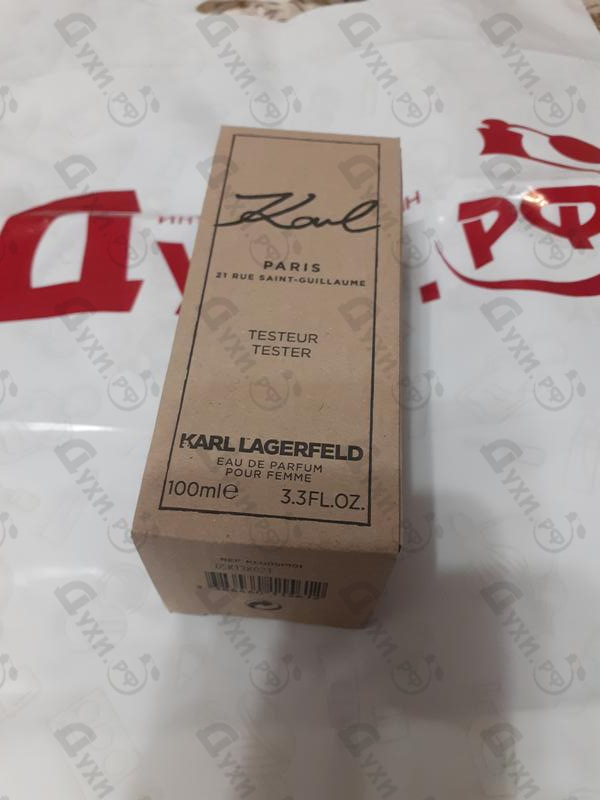 Духи.РФ
Karl
PARIS
21 RUE SAINT-GUILLAUME
TESTEUR
TESTER
KARL LAGERFELD
EAU DE PARFUM
POUR FEMME
100ml℮ 3.3FL.OZ.